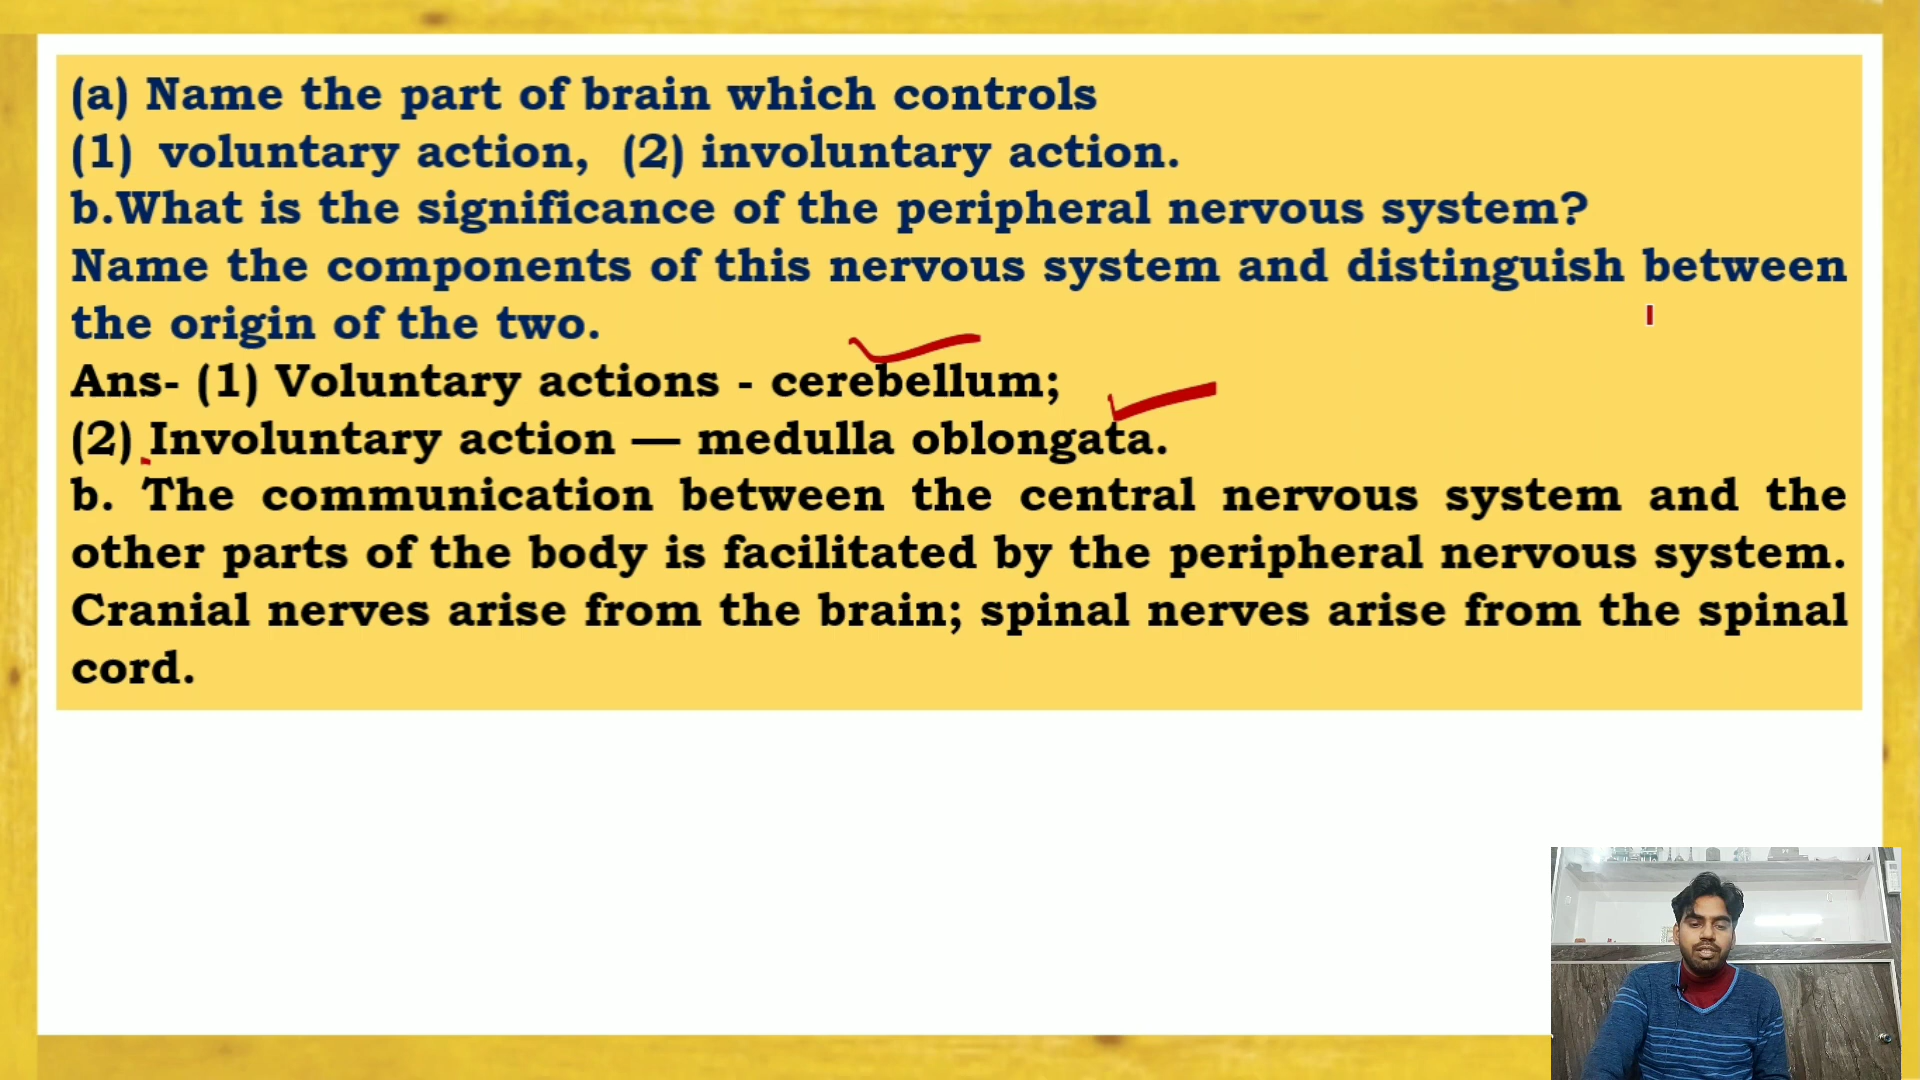 (a) Name the part of brain which controls
(1) voluntary action, (2) involuntary action.
b.What is the significance of the peripheral nervous system?
Name the components of this nervous system and distinguish between
the origin of the two.
Ans- (1) Voluntary actions - cerebellum;
(2) Involuntary action — medulla oblongata.
b. The communication between the central nervous system and the
other parts of the body is facilitated by the peripheral nervous system.
Cranial nerves arise from the brain; spinal nerves arise from the spinal
cord.